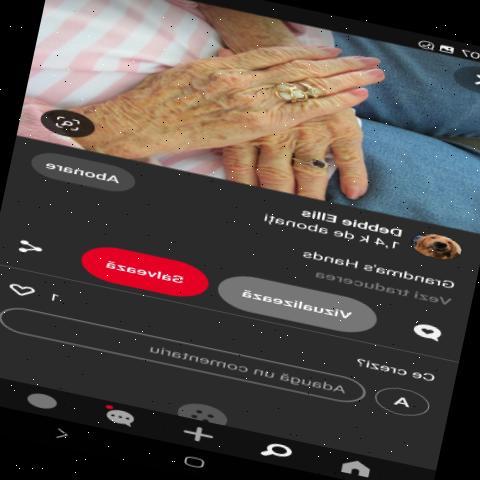 :07
Abonare
Debbie Ellis
1,4 k de abonați
Grandma's Hands
Vezi traducerea
Vizualizează
Salvează
1
Ce crezi?
A
Adaugă un comentariu